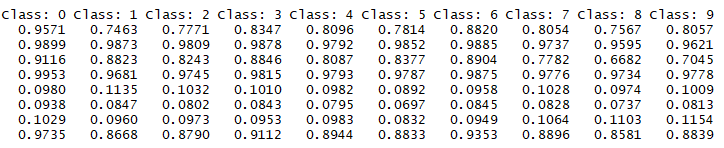 Class: 0 Class: 1 Class: 2 Class: 3 Class: 4 Class: 5 Class: 6 Class: 7 Class: 8 Class: 9
0.9571 0.7463 0.7771 0.8347 0.8096 0.7814 0.8820 0.8054 0.7567 0.8057
0.9899 0.9873 0.9809 0.9878 0.9792 0.9852 0.9885 0.9737 0.9595 0.9621
0.9116 0.8823 0.8243 0.8846 0.8087 0.8377 0.8904 0.7782 0.6682 0.7045
0.9953 0.9681 0.9745 0.9815 0.9793 0.9787 0.9875 0.9776 0.9734 0.9778
0.0980 0.1135 0.1032 0.1010 0.0982 0.0892 0.0958 0.1028 0.0974 0.1009
0.0938 0.0847 0.0802 0.0843 0.0795 0.0697 0.0845 0.0828 0.0737 0.0813
0.1029 0.0960 0.0973 0.0953 0.0983 0.0832 0.0949 0.1064 0.1103 0.1154
0.9735 0.8668 0.8790 0.9112 0.8944 0.8833 0.9353 0.8896 0.8581 0.8839